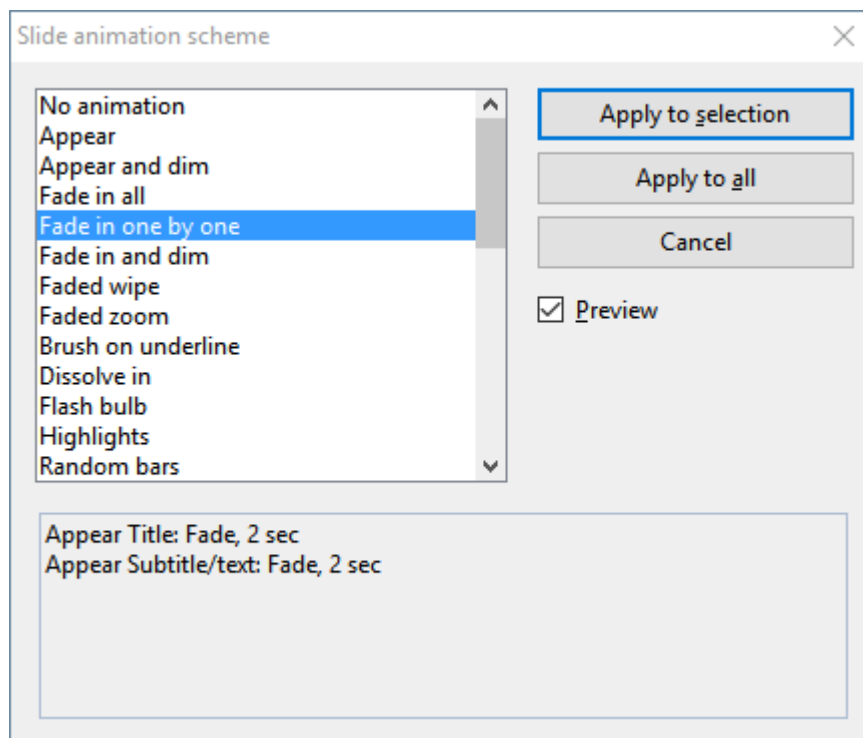 Slide animation scheme
No animation
Appear
Appear and dim
Fade in all
Fade in one by one
Fade in and dim
Faded wipe
Faded zoom
Brush on underline
Dissolve in
Flash bulb
Highlights
Random bars
Apply to selection
Apply to all
Cancel
Preview
Appear Title: Fade, 2 sec
Appear Subtitle/text: Fade, 2 sec